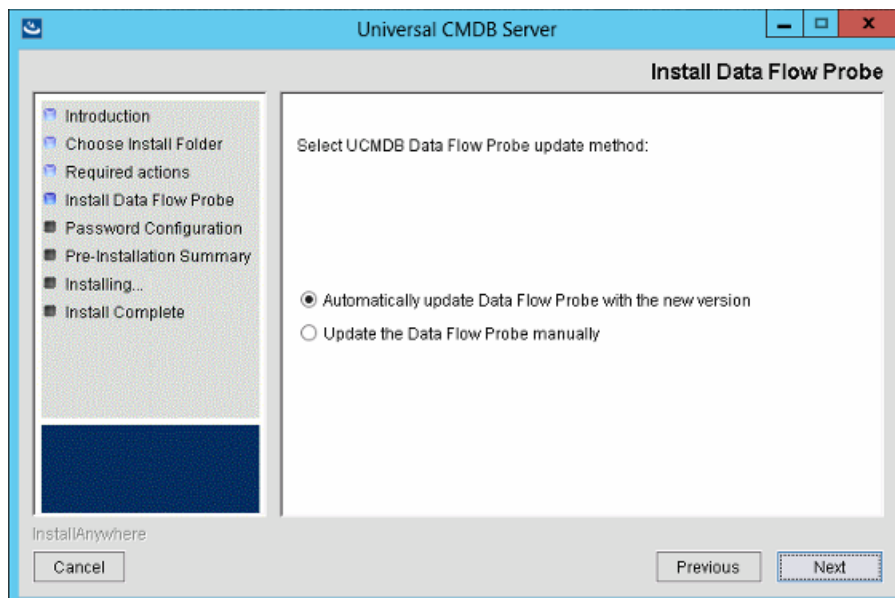 Universal CMDB Server
Install Data Flow Probe
Introduction
Choose Install Folder
Required actions
Install Data Flow Probe
Password Configuration
Pre-Installation Summary
Installing...
Install Complete
Select UCMDB Data Flow Probe update method:
Automatically update Data Flow Probe with the new version
Update the Data Flow Probe manually
InstallAnywhere
Cancel
Previous
Next